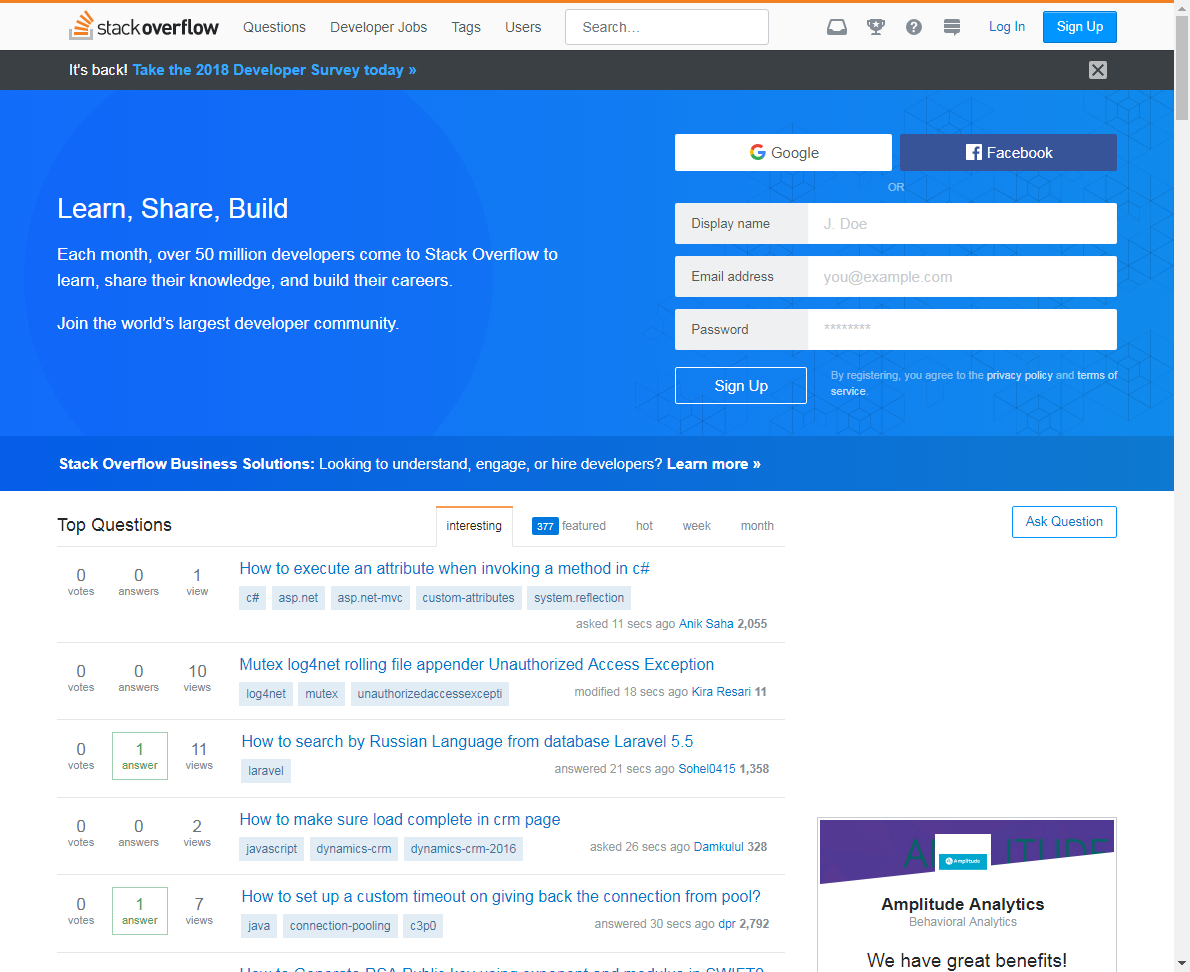 stackoverflow Questions Developer Jobs Tags Users Search… Log In Sign Up
It's back! Take the 2018 Developer Survey today »
Google Facebook
OR
Learn, Share, Build
Display name J. Doe
Each month, over 50 million developers come to Stack Overflow to
learn, share their knowledge, and build their careers.
Email address you@example.com
Join the world’s largest developer community.
Password ********
Sign Up
By registering, you agree to the privacy policy and terms of
service.
Stack Overflow Business Solutions: Looking to understand, engage, or hire developers? Learn more »
Top Questions interesting 377 featured hot week month
Ask Question
0 votes 0 answers 1 view
How to execute an attribute when invoking a method in c#
c# asp.net asp.net-mvc custom-attributes system.reflection
asked 11 secs ago Anik Saha 2,055
0 votes 0 answers 10 views
Mutex log4net rolling file appender Unauthorized Access Exception
log4net mutex unauthorizedaccessexcepti
modified 18 secs ago Kira Resari 11
0 votes 1 answer 11 views
How to search by Russian Language from database Laravel 5.5
laravel
answered 21 secs ago Sohel0415 1,358
0 votes 0 answers 2 views
How to make sure load complete in crm page
javascript dynamics-crm dynamics-crm-2016
asked 26 secs ago Damkulul 328
0 votes 1 answer 7 views
How to set up a custom timeout on giving back the connection from pool?
java connection-pooling c3p0
answered 30 secs ago dpr 2,792
How to Generate RSA Public key using exponent and modulus in SWIFT?
Amplitude
Amplitude Analytics
Behavioral Analytics
We have great benefits!